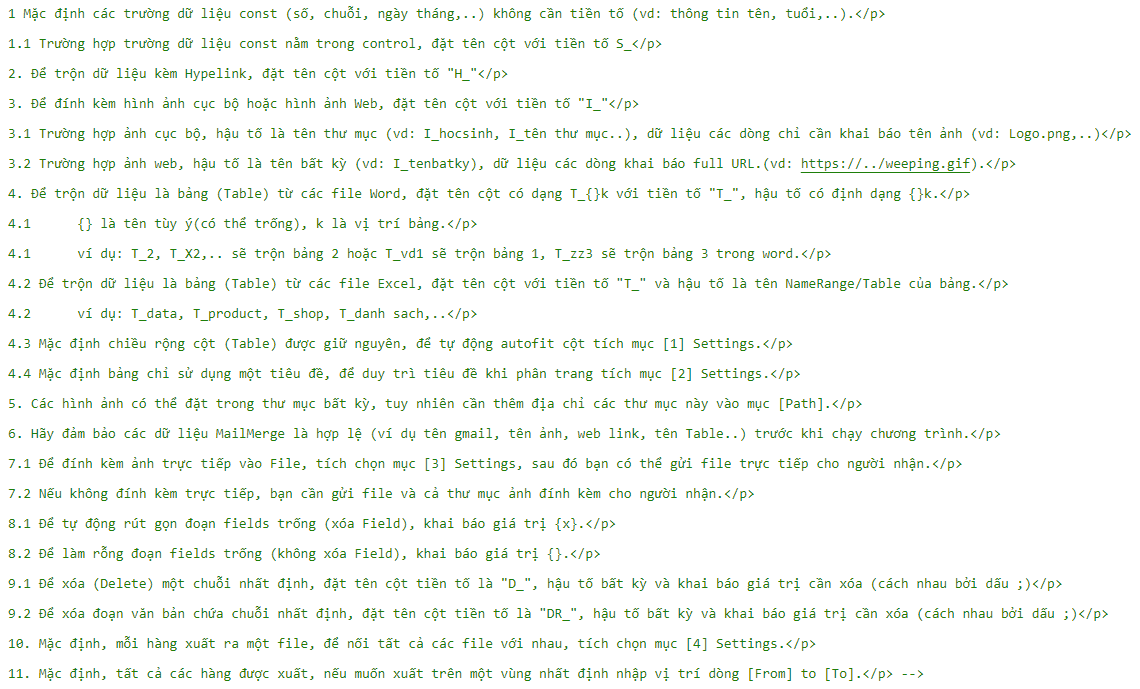 1 Mặc định các trường dữ liệu const (số, chuỗi, ngày tháng,..) không cần tiền tố (vd: thông tin tên, tuổi,..).</p>
1.1 Trường hợp trường dữ liệu const nằm trong control, đặt tên cột với tiền tố S_</p>
2. Để trộn dữ liệu kèm Hypelink, đặt tên cột với tiền tố "H_"</p>
3. Để đính kèm hình ảnh cục bộ hoặc hình ảnh Web, đặt tên cột với tiền tố "I_"</p>
3.1 Trường hợp ảnh cục bộ, hậu tố là tên thư mục (vd: I_hocsinh, I_tên thư mục..), dữ liệu các dòng chỉ cần khai báo tên ảnh (vd: Logo.png,..)</p>
3.2 Trường hợp ảnh web, hậu tố là tên bất kỳ (vd: I_tenbatky), dữ liệu các dòng khai báo full URL.(vd: https://../weeping.gif).</p>
4. Để trộn dữ liệu là bảng (Table) từ các file Word, đặt tên cột có dạng T_{}k với tiền tố "T_", hậu tố có định dạng {}k.</p>
4.1 {} là tên tùy ý(có thể trống), k là vị trí bảng.</p>
4.1 ví dụ: T_2, T_X2,.. sẽ trộn bảng 2 hoặc T_vd1 sẽ trộn bảng 1, T_zz3 sẽ trộn bảng 3 trong word.</p>
4.2 Để trộn dữ liệu là bảng (Table) từ các file Excel, đặt tên cột với tiền tố "T_" và hậu tố là tên NameRange/Table của bảng.</p>
4.2 ví dụ: T_data, T_product, T_shop, T_danh sach,..</p>
4.3 Mặc định chiều rộng cột (Table) được giữ nguyên, để tự động autofit cột tích mục [1] Settings.</p>
4.4 Mặc định bảng chỉ sử dụng một tiêu đề, để duy trì tiêu đề khi phân trang tích mục [2] Settings.</p>
5. Các hình ảnh có thể đặt trong thư mục bất kỳ, tuy nhiên cần thêm địa chỉ các thư mục này vào mục [Path].</p>
6. Hãy đảm bảo các dữ liệu MailMerge là hợp lệ (ví dụ tên gmail, tên ảnh, web link, tên Table..) trước khi chạy chương trình.</p>
7.1 Để đính kèm ảnh trực tiếp vào File, tích chọn mục [3] Settings, sau đó bạn có thể gửi file trực tiếp cho người nhận.</p>
7.2 Nếu không đính kèm trực tiếp, bạn cần gửi file và cả thư mục ảnh đính kèm cho người nhận.</p>
8.1 Để tự động rút gọn đoạn fields trống (xóa Field), khai báo giá trị {x}.</p>
8.2 Để làm rỗng đoạn fields trống (không xóa Field), khai báo giá trị {}.</p>
9.1 Để xóa (Delete) một chuỗi nhất định, đặt tên cột tiền tố là "D_", hậu tố bất kỳ và khai báo giá trị cần xóa (cách nhau bởi dấu ;)</p>
9.2 Để xóa đoạn văn bản chứa chuỗi nhất định, đặt tên cột tiền tố là "DR_", hậu tố bất kỳ và khai báo giá trị cần xóa (cách nhau bởi dấu ;)</p>
10. Mặc định, mỗi hàng xuất ra một file, để nối tất cả các file với nhau, tích chọn mục [4] Settings.</p>
11. Mặc định, tất cả các hàng được xuất, nếu muốn xuất trên một vùng nhất định nhập vị trí dòng [From] to [To].</p> -->